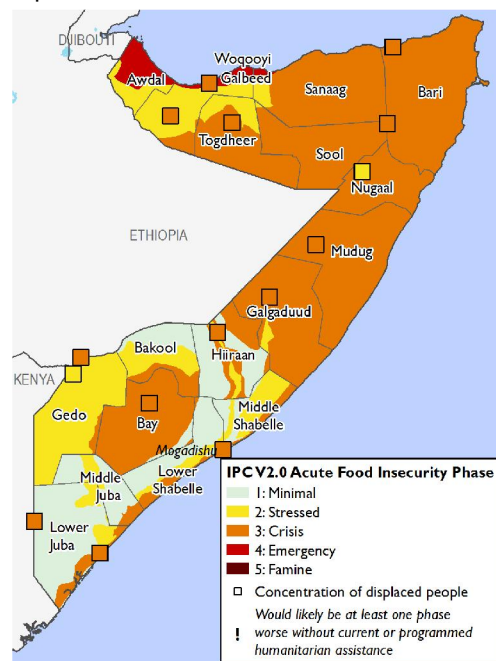 DJIBOUTI
Awdal
Woqooyi
Galbeed
Sanaag
Bari
Togdheer
Sool
Nugaal
ETHIOPIA
Mudug
Galgaduud
Hiiraan
Bakool
KENYA
Gedo
Bay
Middle
Shabelle
Mogadishu
Lower
Shabelle
Middle
Juba
Lower
Juba
IPC V2.0 Acute Food Insecurity Phase
1: Minimal
2: Stressed
3: Crisis
4: Emergency
5: Famine
Concentration of displaced people
Would likely be at least one phase
! worse without current or programmed
humanitarian assistance